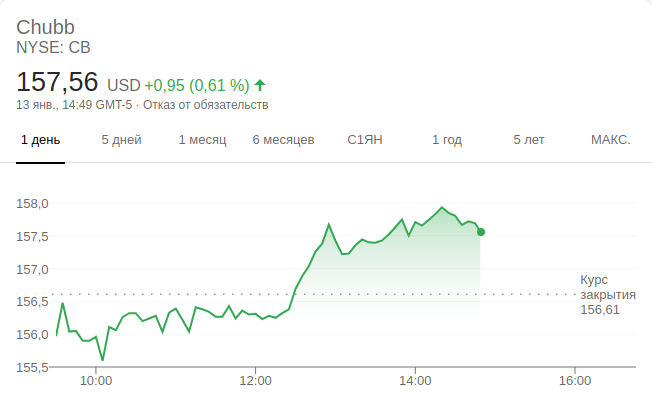 Chubb
NYSE: CB
157,56 USD +0,95 (0,61 %)
13 янв., 14:49 GMT-5 · Отказ от обязательств
1 день 5 дней 1 месяц 6 месяцев С1ЯН 1 год 5 лет МАКС.
158,0
157,5
157,0
156,5
156,0
155,5
Курс
закрытия
156,61
10:00 12:00 14:00 16:00